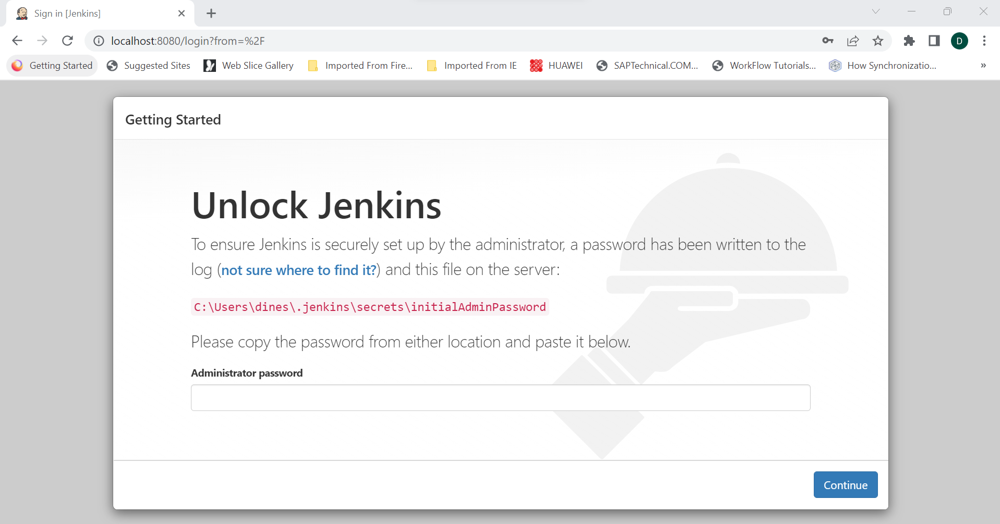 Sign in [Jenkins]
localhost:8080/login?from=%2F
D
Getting Started
Suggested Sites
Web Slice Gallery
Imported From Fire...
Imported From IE
HUAWEI
SAPTechnical.COM...
WorkFlow Tutorials...
How Synchronizatio...
»
Getting Started
Unlock Jenkins
To ensure Jenkins is securely set up by the administrator, a password has been written to the
log (not sure where to find it?) and this file on the server:
C:\Users\dines\.jenkins\secrets\initialAdminPassword
Please copy the password from either location and paste it below.
Administrator password
Continue